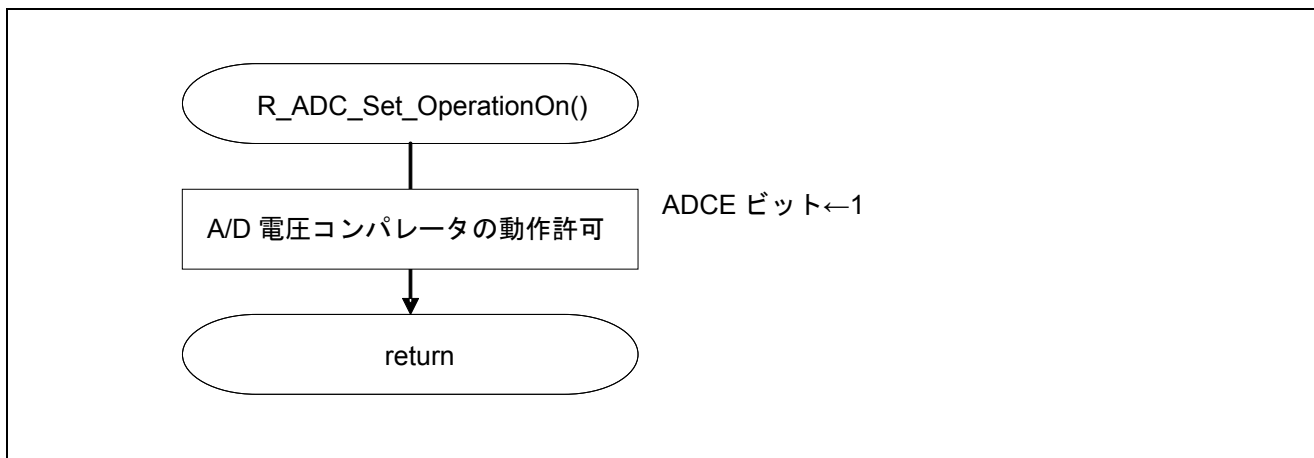 R_ADC_Set_OperationOn()
A/D 電圧コンパレータの動作許可
ADCE ビット←1
return